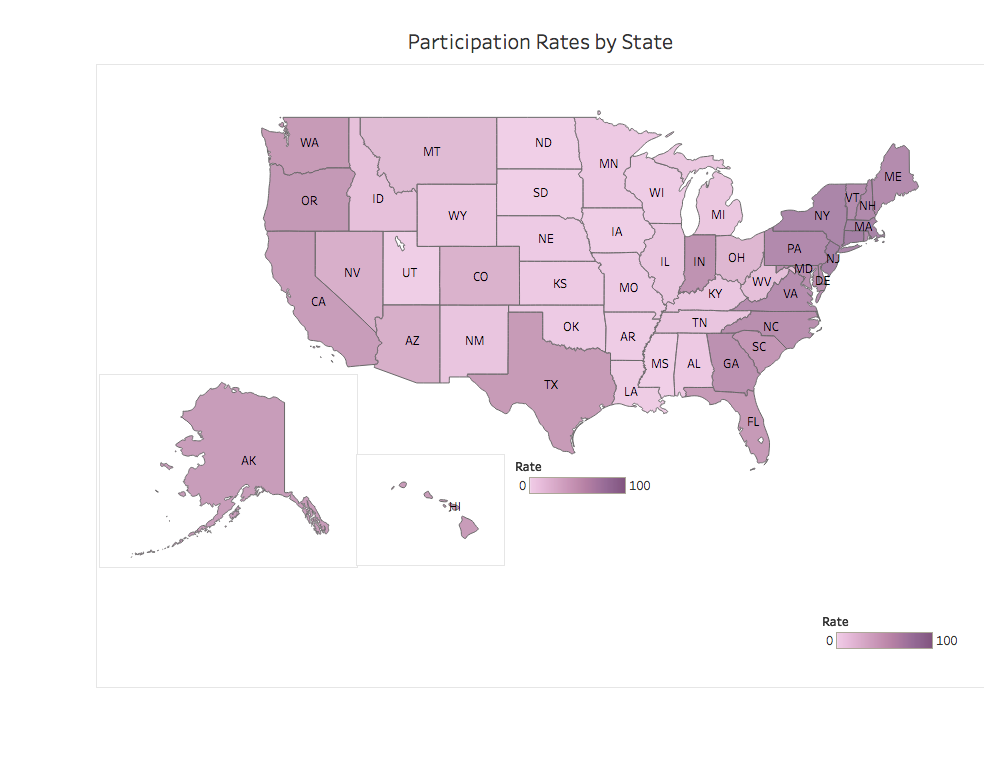 Participation Rates by State
WA
MT
ND
MN
ME
OR
ID
SD
WI
VT
NH
WY
MI
NY
MA
NE
IA
PA
NV
UT
CO
IL
IN
OH
NJ
MD
KS
MO
WV
DE
CA
KY
VA
AZ
NM
OK
AR
TN
NC
SC
TX
MS
AL
GA
LA
FL
AK
HI
Rate
0 100
Rate
0 100